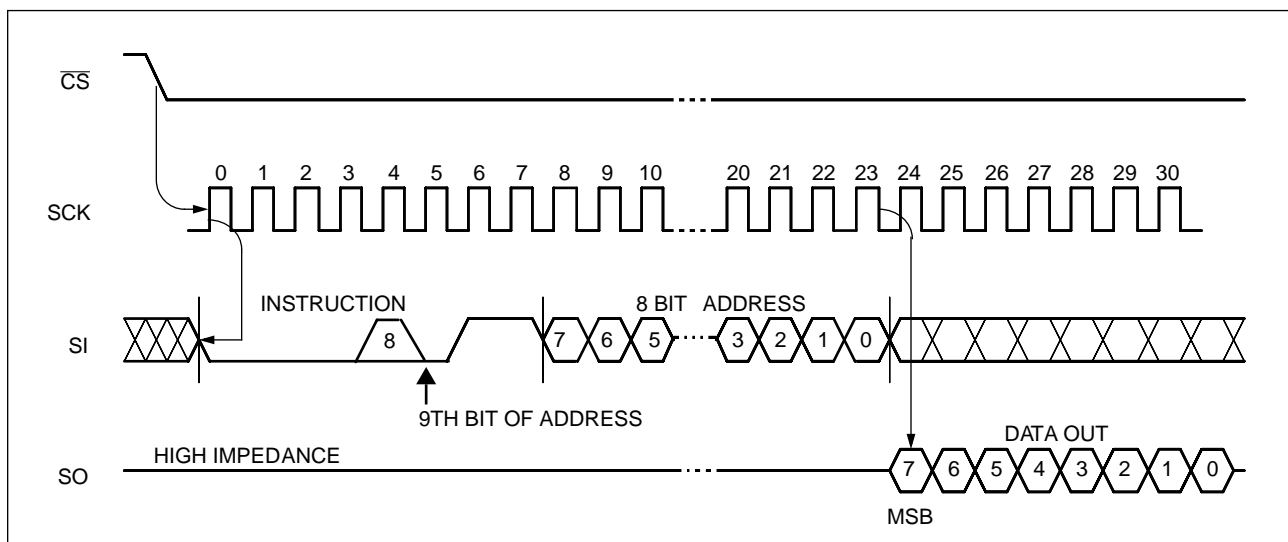 CS
0 1 2 3 4 5 6 7 8 9 10 20 21 22 23 24 25 26 27 28 29 30
SCK
INSTRUCTION 8 BIT ADDRESS
SI 8 7 6 5 3 2 1 0
9TH BIT OF ADDRESS
HIGH IMPEDANCE DATA OUT
SO 7 6 5 4 3 2 1 0
MSB